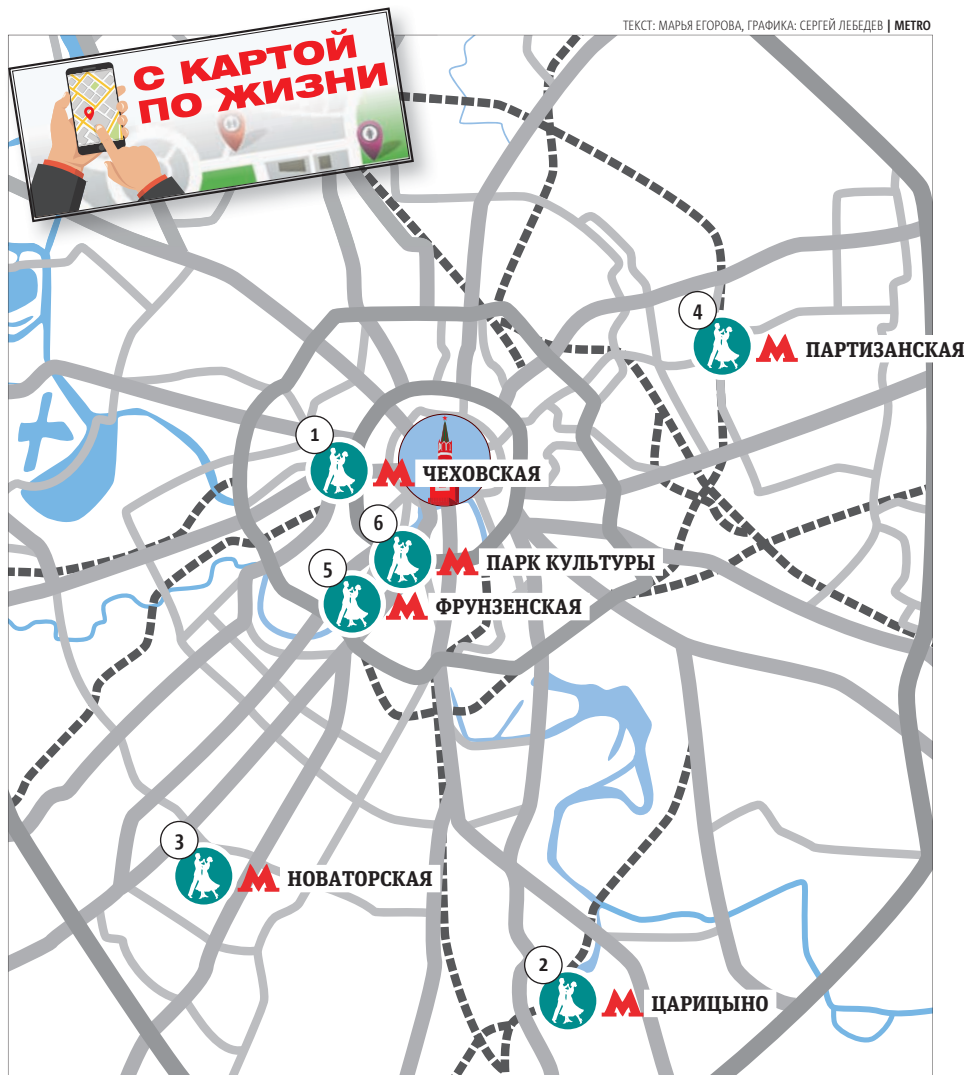 ТЕКСТ: МАРЬЯ ЕГОРОВА, ГРАФИКА: СЕРГЕЙ ЛЕБЕДЕВ | METRO
С КАРТОЙ
ПО ЖИЗНИ
4
М ПАРТИЗАНСКАЯ
1
М ЧЕХОВСКАЯ
6
М ПАРК КУЛЬТУРЫ
5
М ФРУНЗЕНСКАЯ
3
М НОВАТОРСКАЯ
2
М ЦАРИЦЫНО